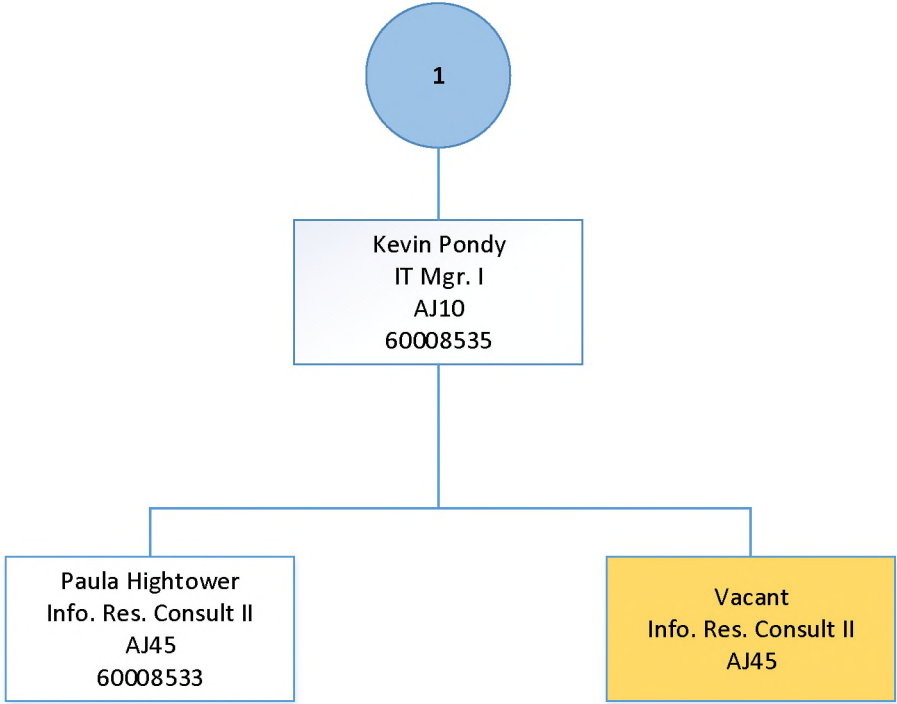 1
Kevin Pondy
IT Mgr. I
AJ10
60008535
Paula Hightower
Info. Res. Consult II
AJ45
60008533
Vacant
Info. Res. Consult II
AJ45